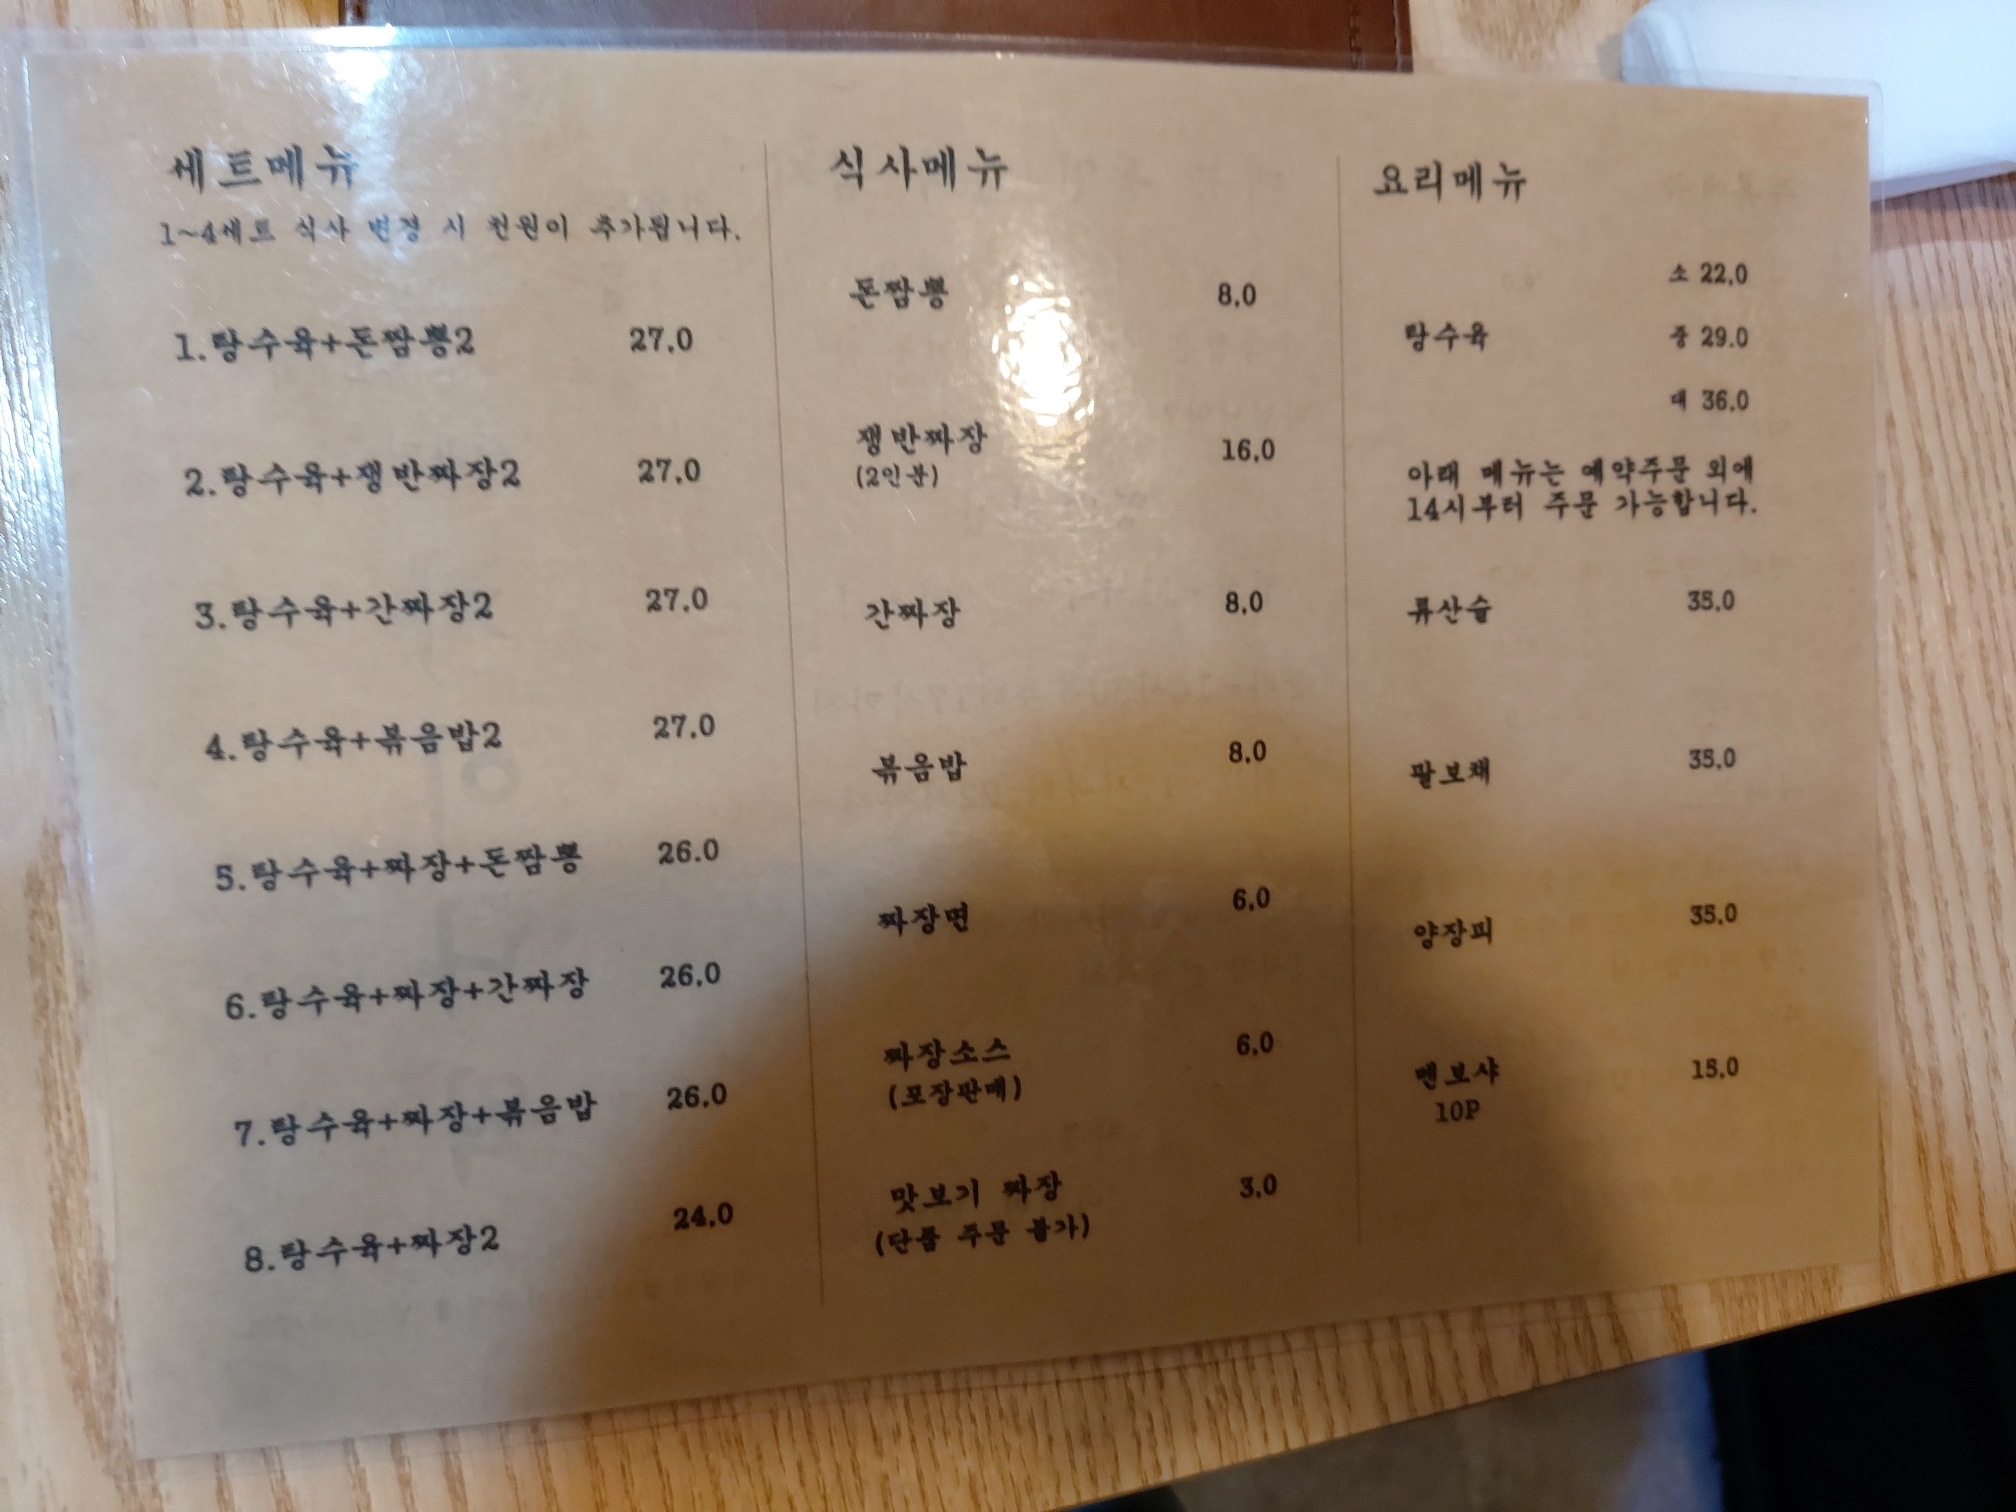 세트메뉴
1~4세트 식사 변경 시 천원이 추가됩니다.
1.탕수육+돈짬뽕2 27.0
2.탕수육+쟁반짜장2 27.0
3.탕수육+간짜장2 27.0
4.탕수육+볶음밥2 27.0
5.탕수육+짜장+돈짬뽕 26.0
6.탕수육+짜장+간짜장 26.0
7.탕수육+짜장+볶음밥 26.0
8.탕수육+짜장2 24.0
식사메뉴
돈짬뽕 8.0
쟁반짜장 16.0
(2인분)
간짜장 8.0
볶음밥 8.0
짜장면 6.0
짜장소스 6.0
(포장판매)
맛보기 짜장 3.0
(단품 주문 불가)
요리메뉴
소 22.0
탕수육 중 29.0
대 36.0
아래 메뉴는 예약주문 외에
14시부터 주문 가능합니다.
류산슬 35.0
팔보채 35.0
양장피 35.0
멘보샤 15.0
10P